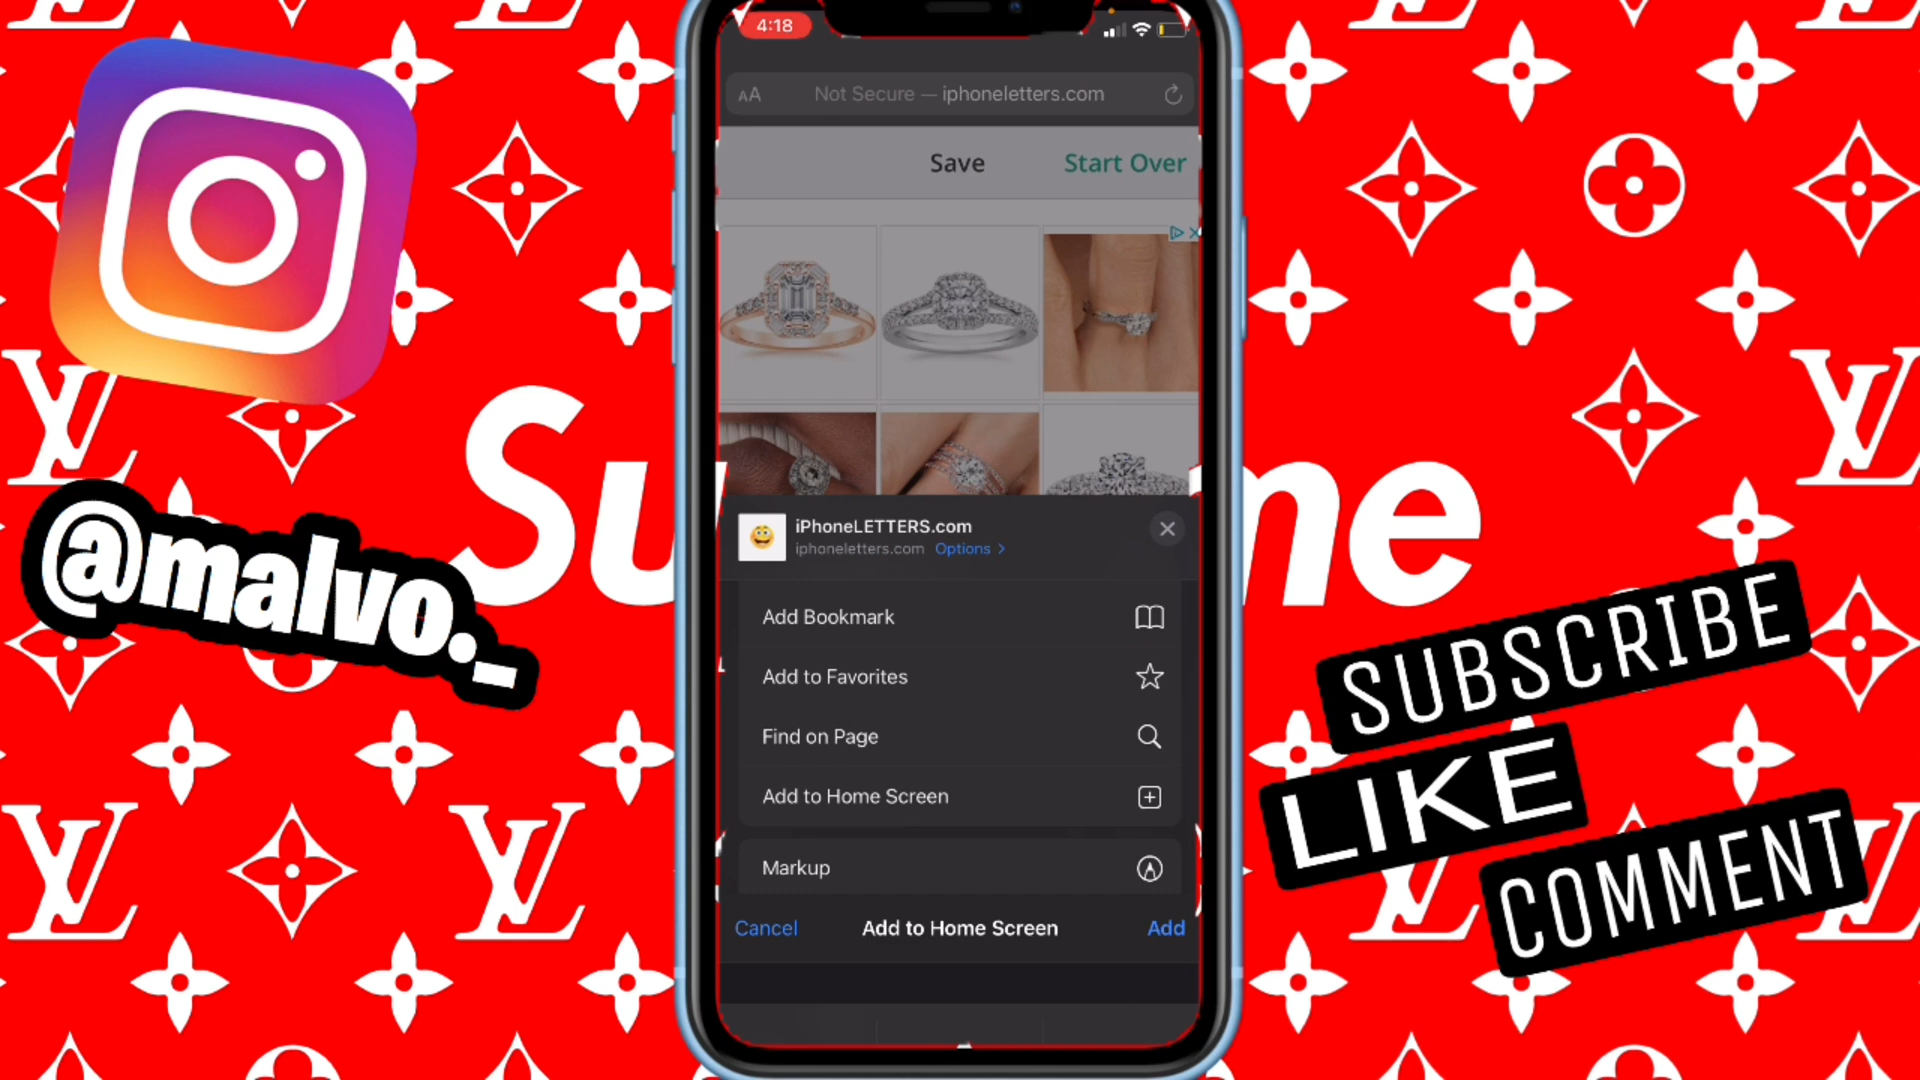 4:18
AA Not Secure — iphoneletters.com
Save Start Over
iPhoneLETTERS.com
iphoneletters.com Options >
Add Bookmark
Add to Favorites
Find on Page
Add to Home Screen
Markup
Cancel Add to Home Screen Add
@malvo._
Su me
SUBSCRIBE
LIKE
COMMENT